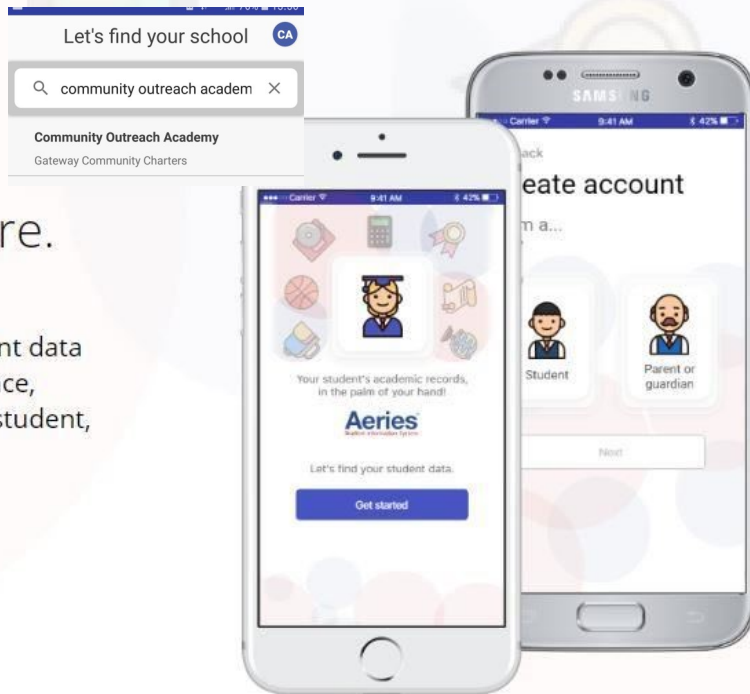 Let's find your school
CA
community outreach academ
Community Outreach Academy
Gateway Community Charters
re.
nt data
ce,
student,
Carrier
9:41 AM
42%
Your student's academic records,
in the palm of your hand!
Aeries
Let's find your student data.
Get started
SAMSUNG
Carrier
9:41 AM
42%
ack
eate account
m a...
Student
Parent or
guardian
Next